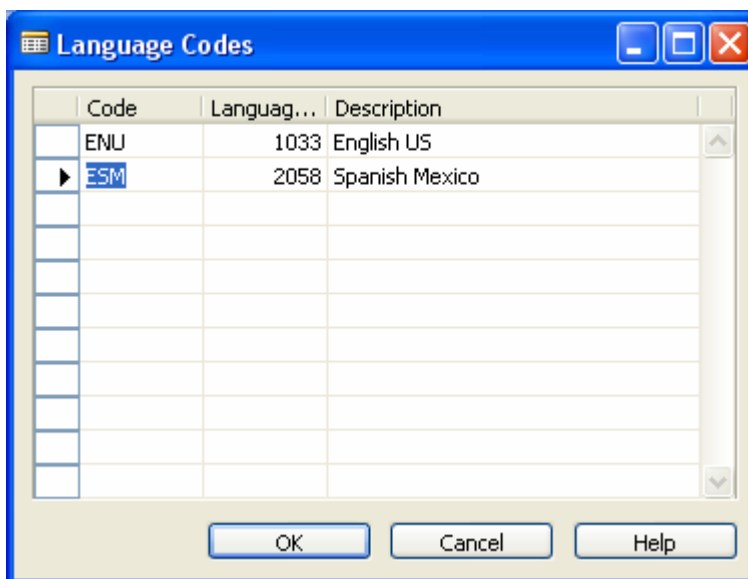 Language Codes
Code Languag... Description
ENU 1033 English US
ESM 2058 Spanish Mexico
OK Cancel Help